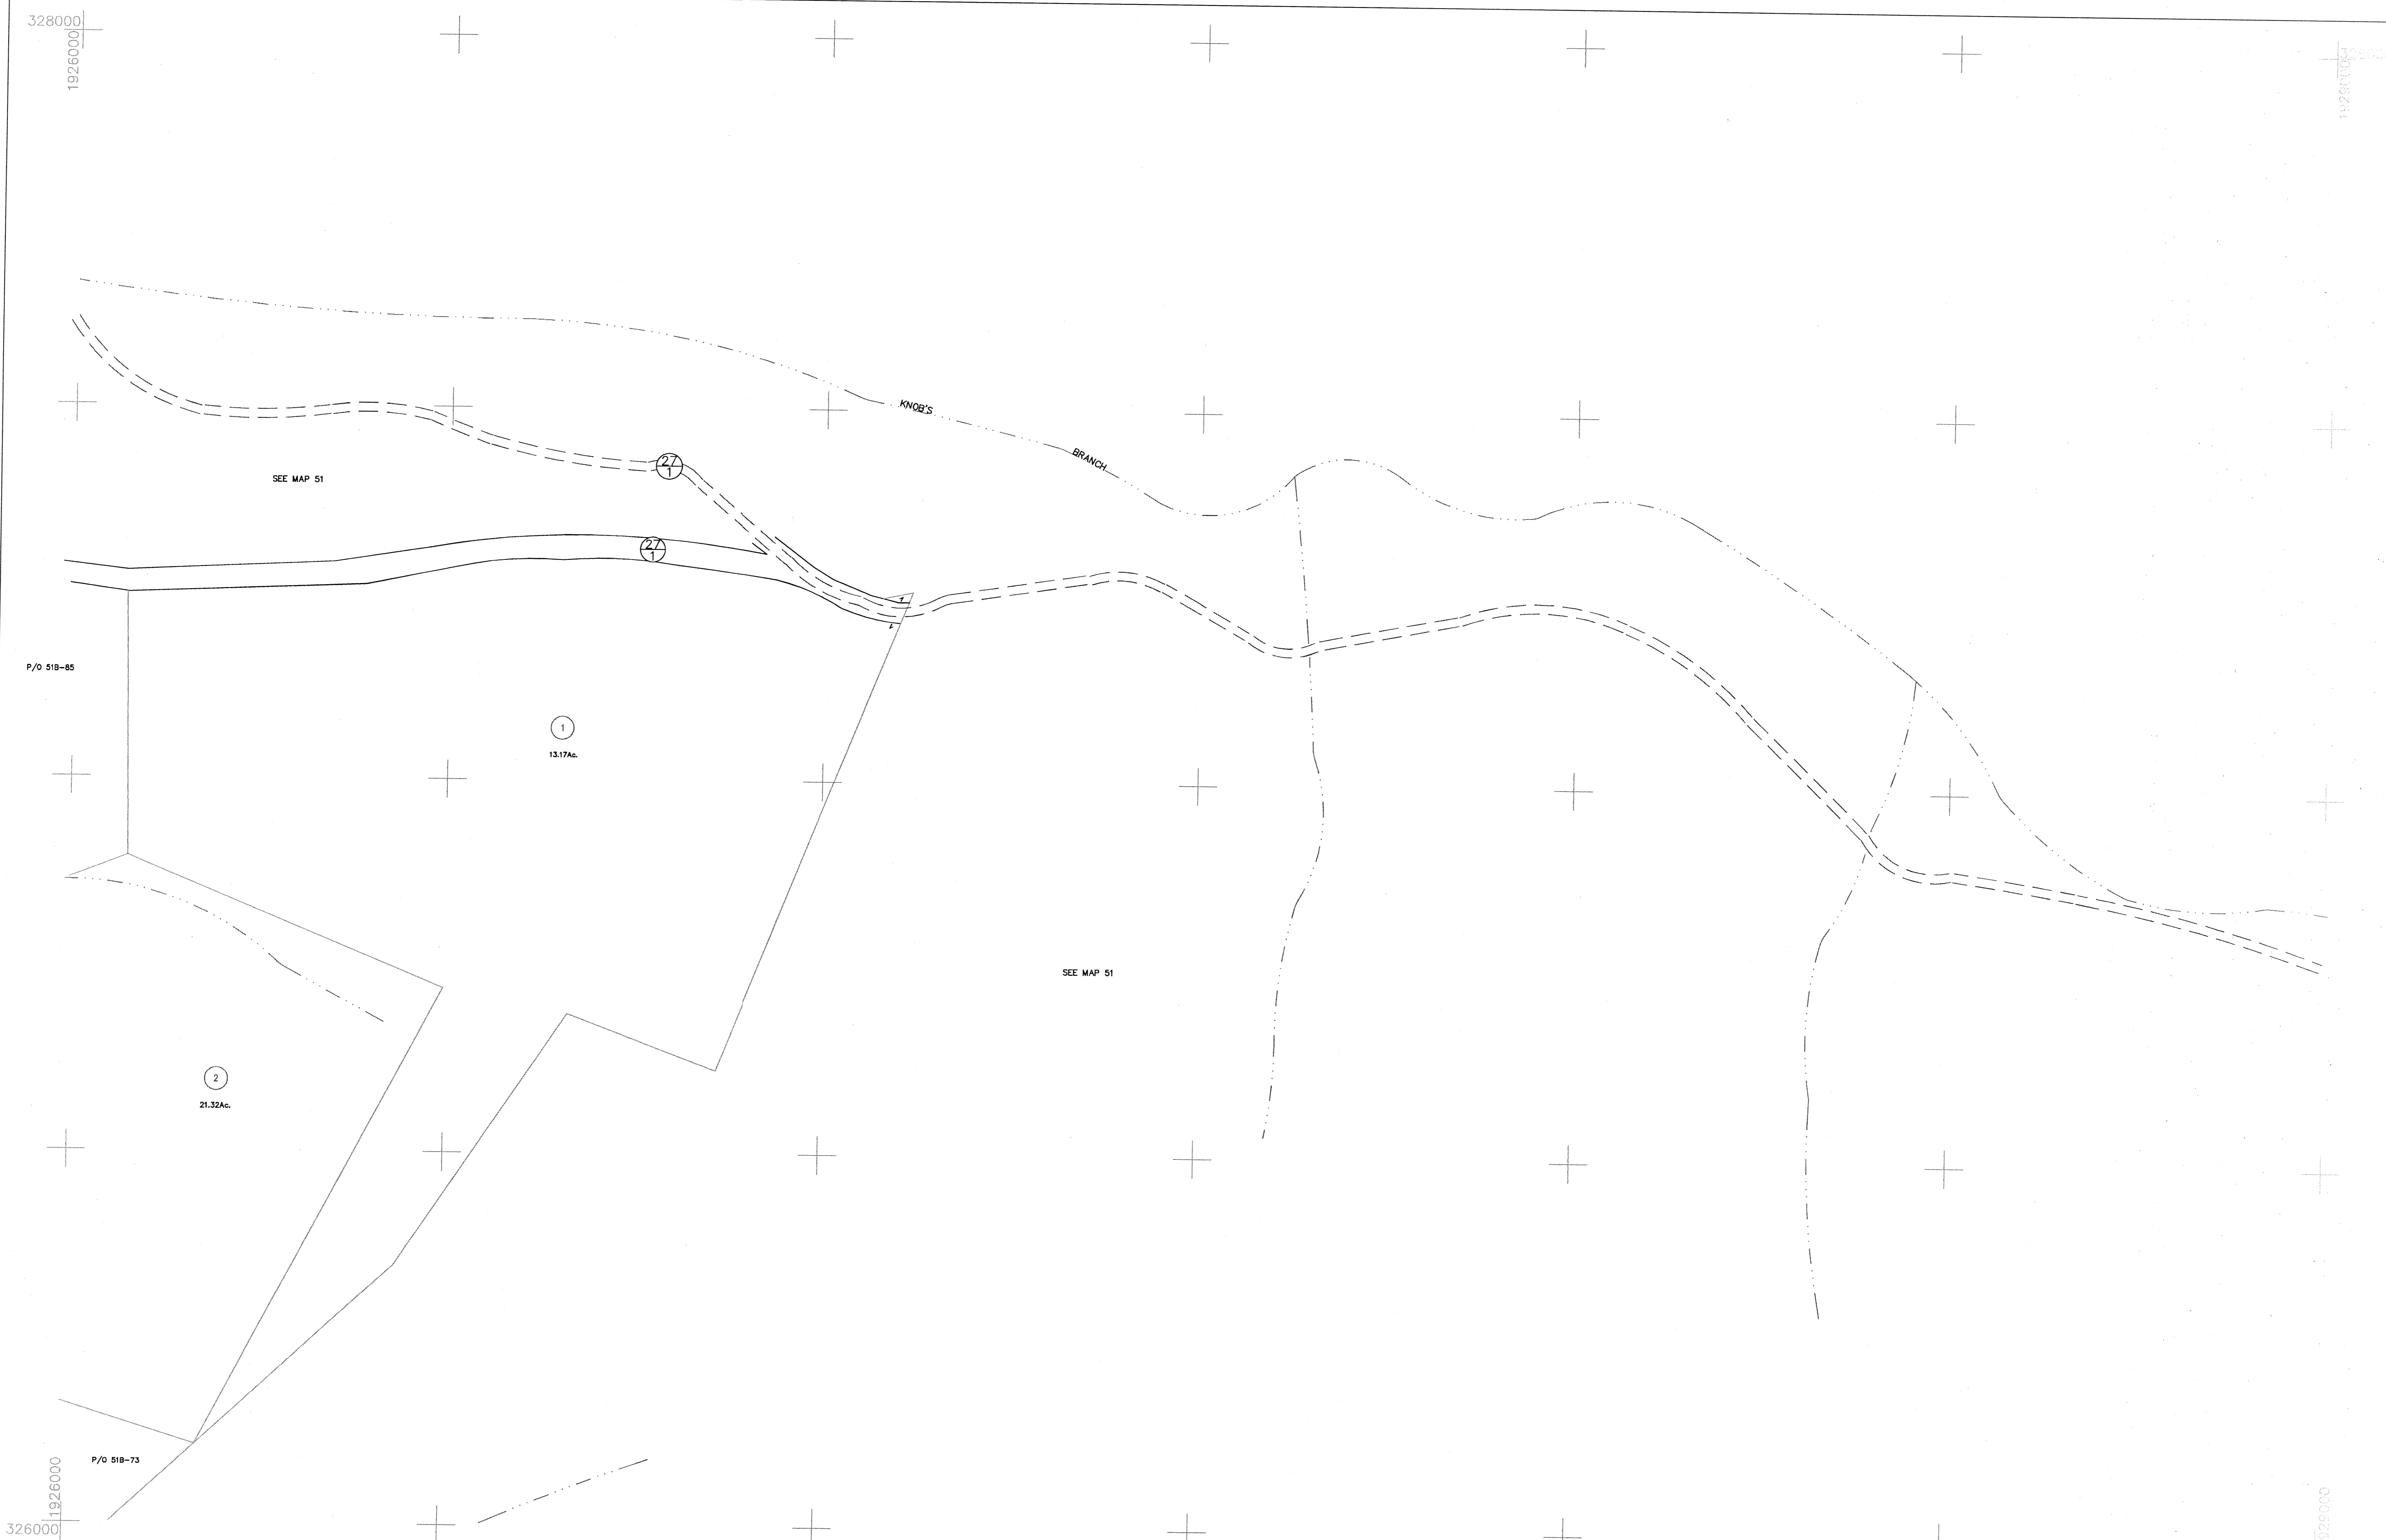 328000
1926000
1929000
KNOB'S
BRANCH
27
1
SEE MAP 51
27
1
P/O 51B-85
1
13.17Ac.
SEE MAP 51
2
21.32Ac.
P/O 51B-73
1926000
326000